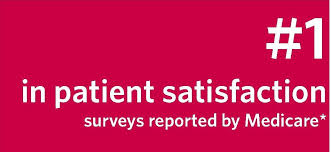 #1
in patient satisfaction
surveys reported by Medicare*